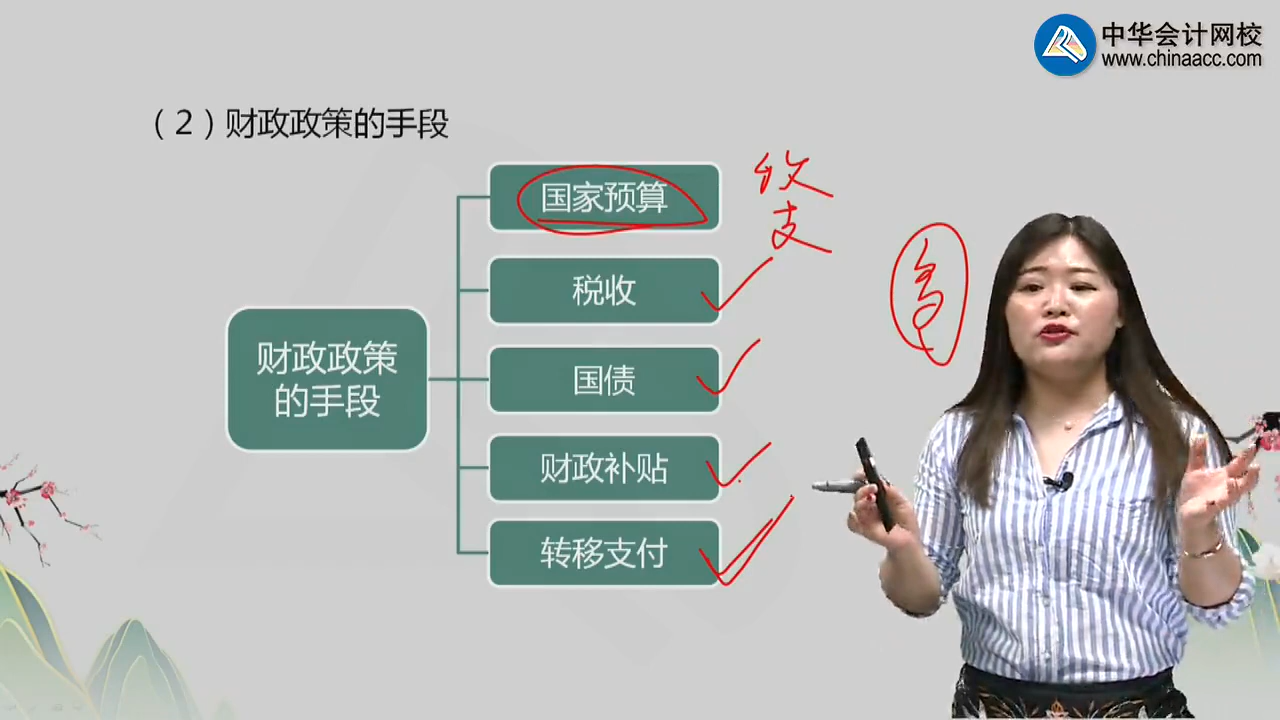 中华会计网校
www.chinaacc.com
（2）财政政策的手段
国家预算
收
支
税收
国债
财政补贴
转移支付
财政政策
的手段